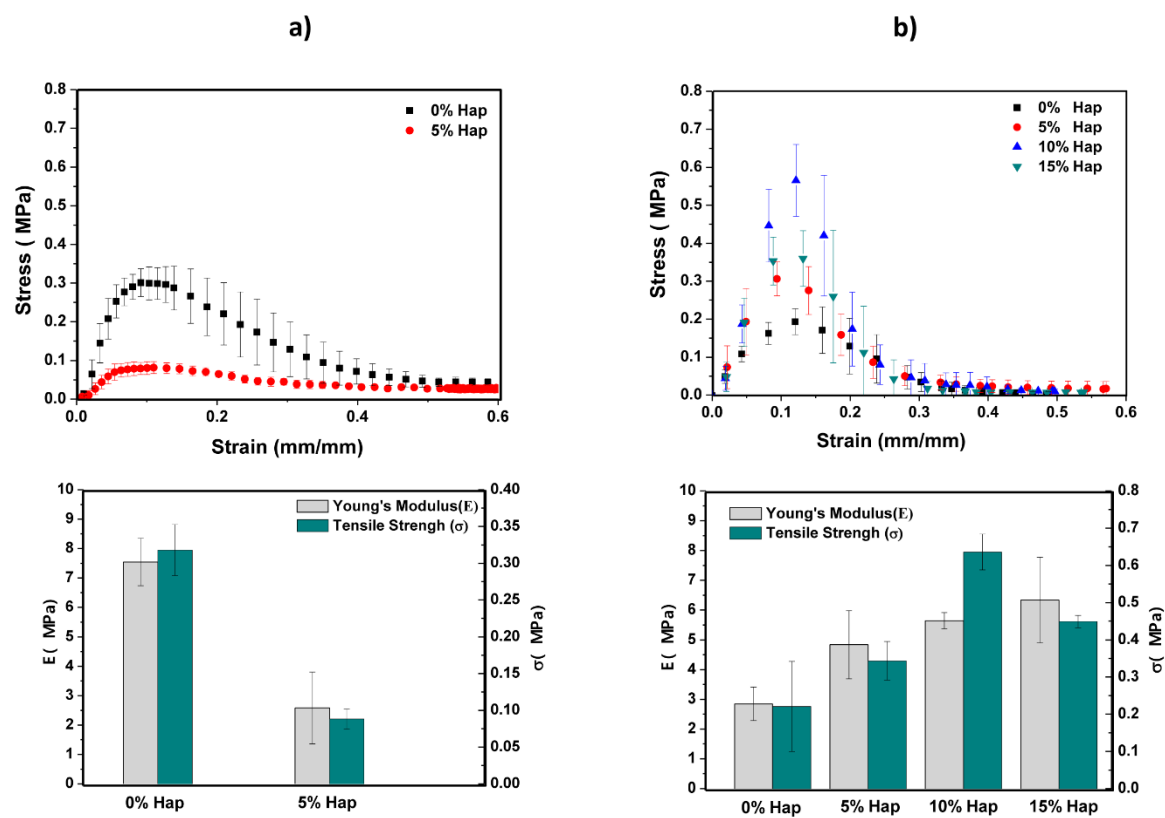 a)
b)
0.8
0.7
0.6
0.5
0.4
0.3
0.2
0.1
0.0
Stress ( MPa)
0% Hap
5% Hap
0.0 0.2 0.4 0.6
Strain (mm/mm)
0.8
0.7
0.6
0.5
0.4
0.3
0.2
0.1
0.0
Stress ( MPa)
0% Hap
5% Hap
10% Hap
15% Hap
0.0 0.1 0.2 0.3 0.4 0.5 0.6
Strain (mm/mm)
10
9
8
7
6
5
4
3
2
1
0
E ( MPa)
Young's Modulus(E)
Tensile Strengh (σ)
0.40
0.35
0.30
0.25
0.20
0.15
0.10
0.05
0.00
σ( MPa)
0% Hap 5% Hap
10
9
8
7
6
5
4
3
2
1
0
E ( MPa)
Young's Modulus(E)
Tensile Strengh (σ)
0.8
0.7
0.6
0.5
0.4
0.3
0.2
0.1
0.0
σ( MPa)
0% Hap 5% Hap 10% Hap 15% Hap